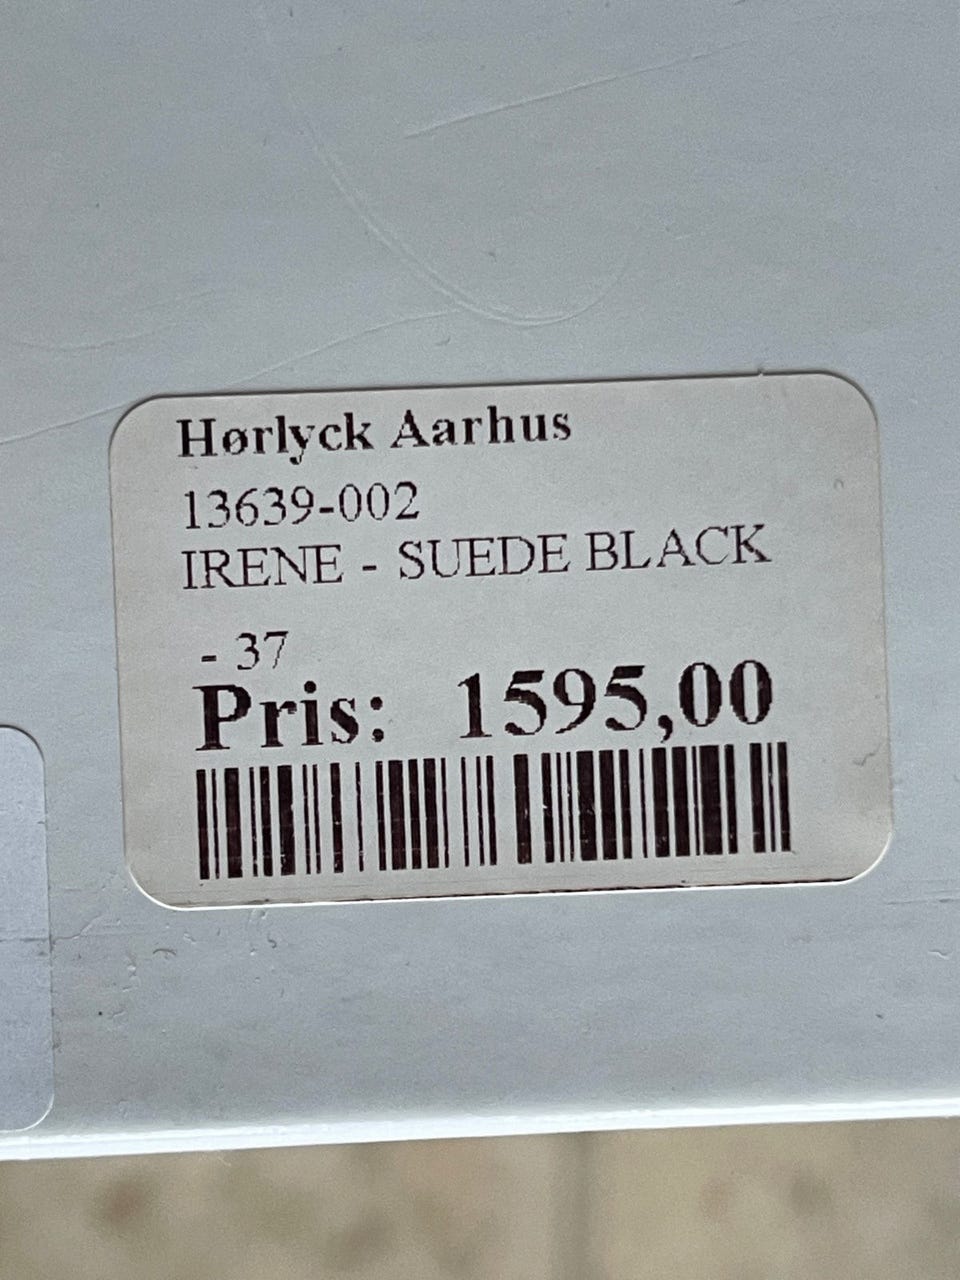 Hørlyck Aarhus
13639-002
IRENE - SUEDE BLACK
- 37
Pris: 1595,00